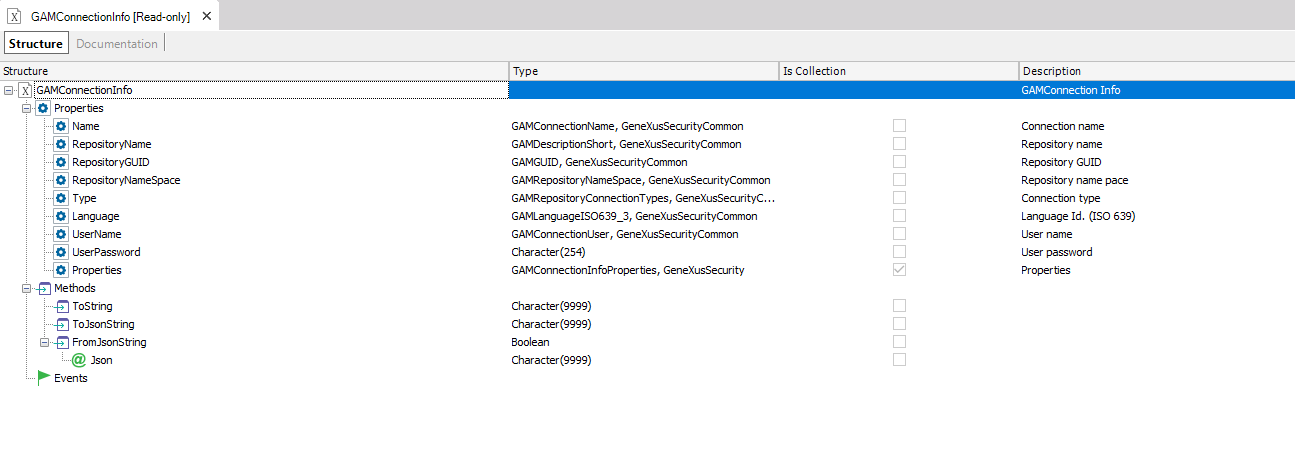 GAMConnectionInfo [Read-only]
Structure Documentation
Structure Type Is Collection Description
GAMConnectionInfo GAMConnection Info
Properties
Name GAMConnectionName, GeneXusSecurityCommon Connection name
RepositoryName GAMDescriptionShort, GeneXusSecurityCommon Repository name
RepositoryGUID GAMGUID, GeneXusSecurityCommon Repository GUID
RepositoryNameSpace GAMRepositoryNameSpace, GeneXusSecurityCommon Repository name pace
Type GAMRepositoryConnectionTypes, GeneXusSecurityC... Connection type
Language GAMLanguageISO639_3, GeneXusSecurityCommon Language Id. (ISO 639)
UserName GAMConnectionUser, GeneXusSecurityCommon User name
UserPassword Character(254) User password
Properties GAMConnectionInfoProperties, GeneXusSecurity Properties
Methods
ToString Character(9999)
ToJsonString Character(9999)
FromJsonString Boolean
Json Character(9999)
Events